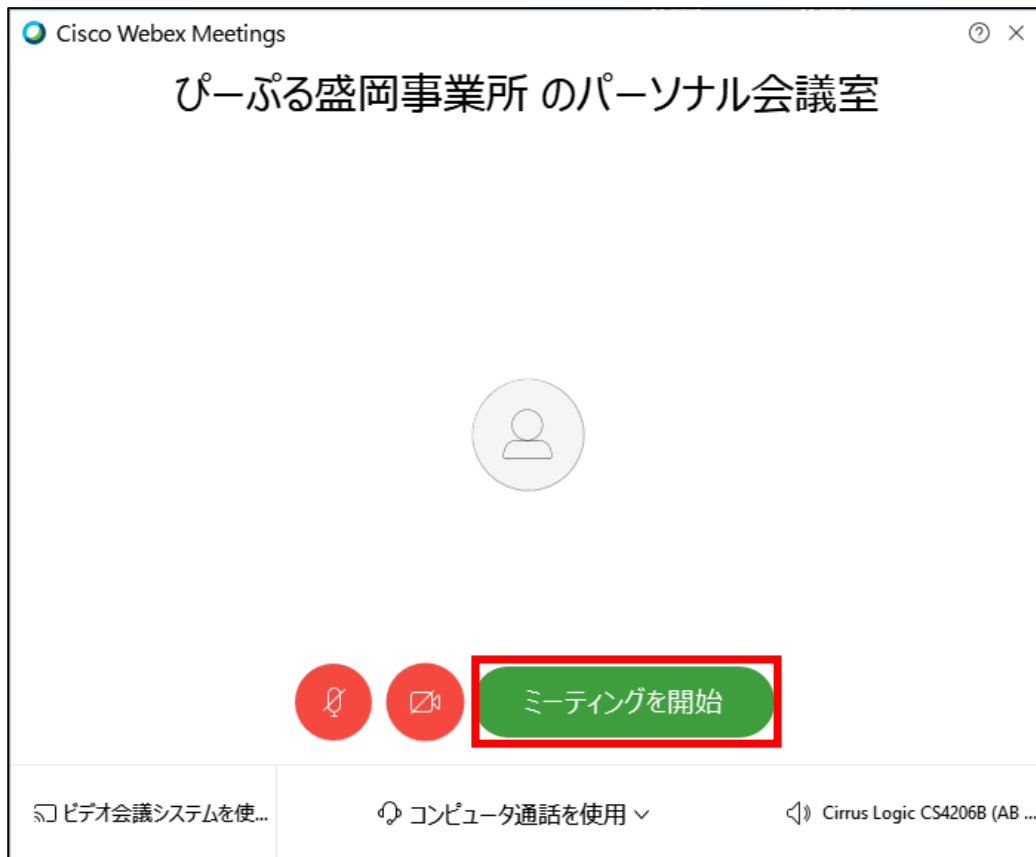 Cisco Webex Meetings
ぴーぷる盛岡事業所 のパーソナル会議室
ミーティングを開始
ビデオ会議システムを使...
コンピュータ通話を使用
Cirrus Logic CS4206B (AB ...